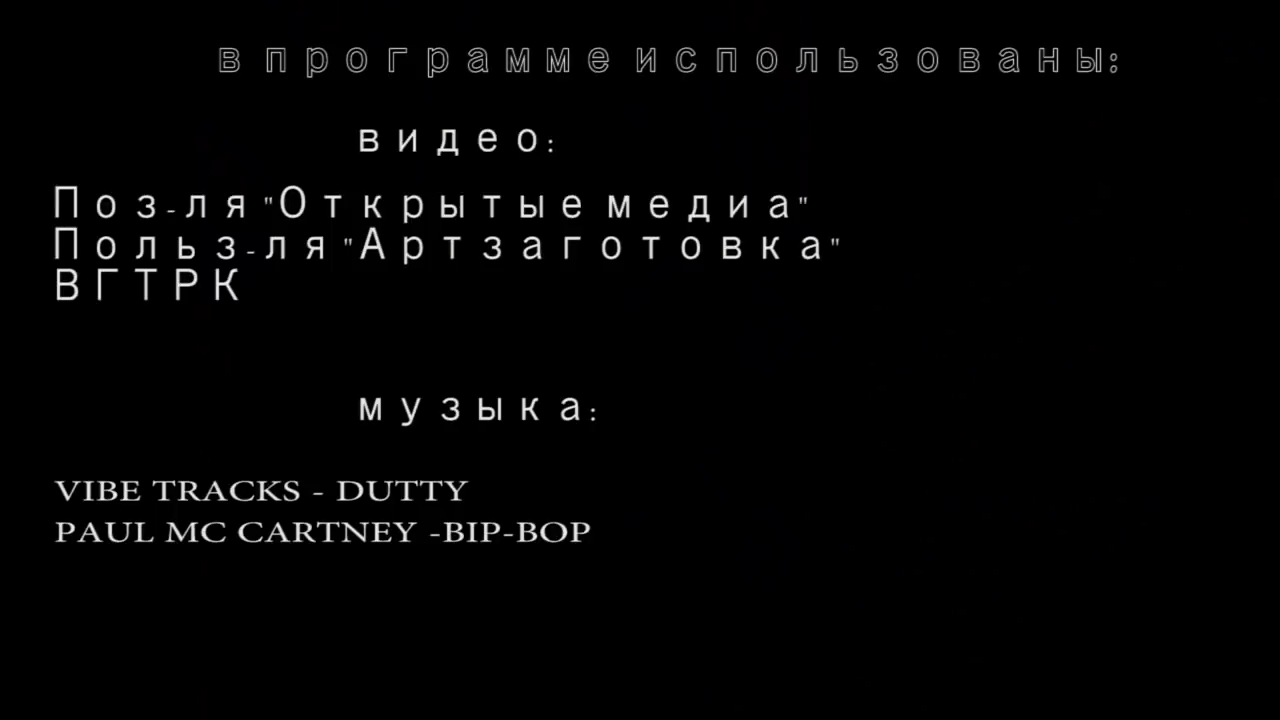 в программе использованы:
видео:
Поз-ля "Открытые медиа"
Польз-ля "Артзаготовка"
ВГТРК
музыка:
VIBE TRACKS - DUTTY
PAUL MC CARTNEY -BIP-BOP